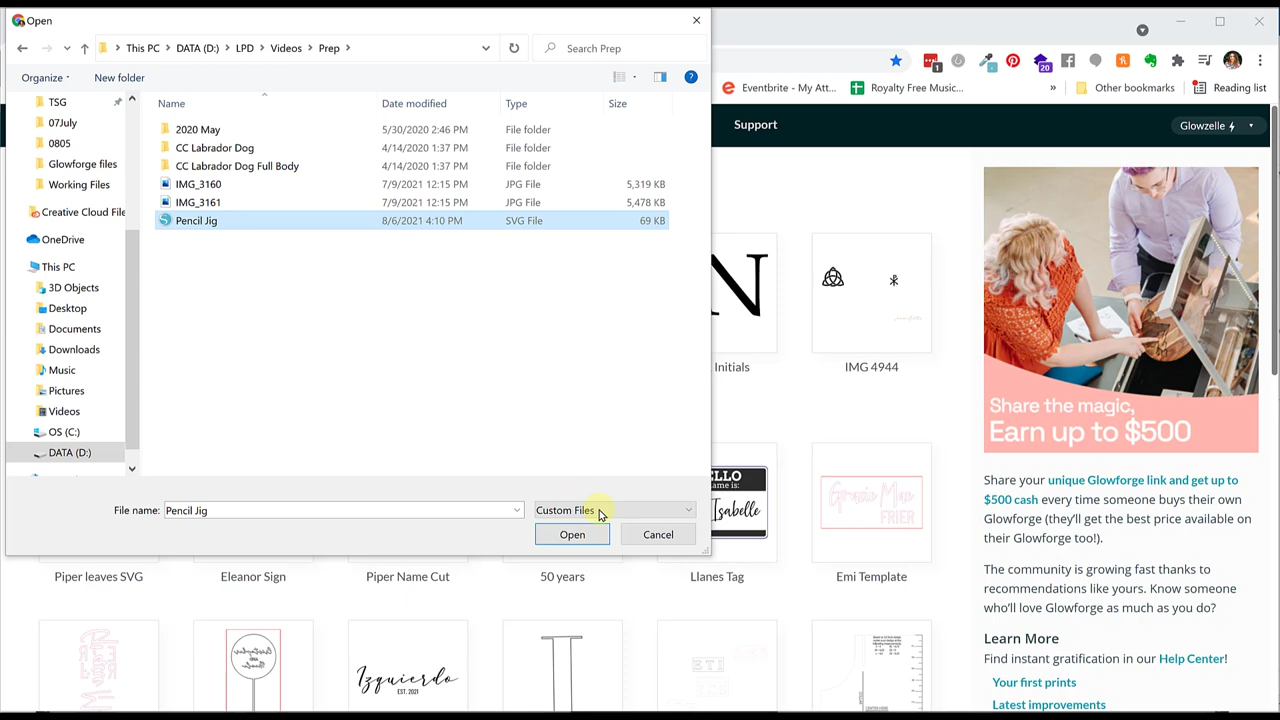 Open
This PC > DATA (D:) > LPD > Videos > Prep >
Search Prep
Organize
New folder
TSG
07July
0805
Glowforge files
Working Files
Creative Cloud File
OneDrive
This PC
3D Objects
Desktop
Documents
Downloads
Music
Pictures
Videos
OS (C:)
DATA (D:)
Name Date modified Type Size
2020 May 5/30/2020 2:46 PM File folder
CC Labrador Dog 4/14/2020 1:37 PM File folder
CC Labrador Dog Full Body 4/14/2020 1:37 PM File folder
IMG_3160 7/9/2021 12:15 PM JPG File 5,319 KB
IMG_3161 7/9/2021 12:15 PM JPG File 5,478 KB
Pencil Jig 8/6/2021 4:10 PM SVG File 69 KB
File name: Pencil Jig
Custom Files
Open Cancel
1
20
Eventbrite - My Att...
Royalty Free Music...
»
Other bookmarks
Reading list
Support
Glowzelle
N
Initials
IMG 4944
Isabelle
Gracie Mae
FRIER
Piper leaves SVG
Eleanor Sign
Piper Name Cut
50 years
Llanes Tag
Emi Template
Izquierdo
EST. 2021
Share the magic,
Earn up to $500
Share your unique Glowforge link and get up to
$500 cash every time someone buys their own
Glowforge (they'll get the best price available on
their Glowforge too!).
The community is growing fast thanks to
recommendations like yours. Know someone
who'll love Glowforge as much as you do?
Learn More
Find instant gratification in our Help Center!
Your first prints
Latest improvements